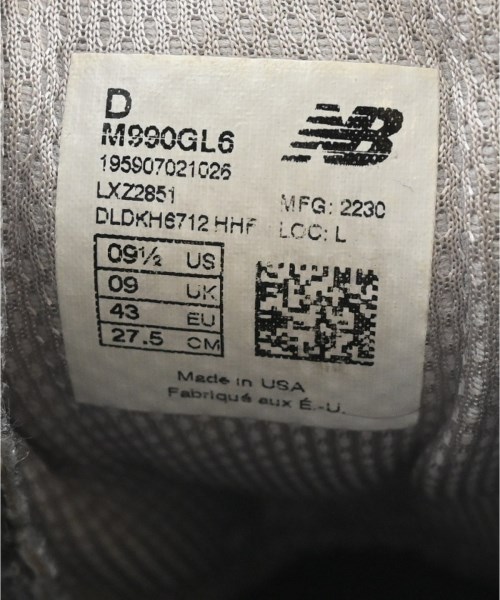 D
M990GL6
195907021026
LXZ2851
DLDKH6712 HHF
MFG: 2230
LOC: L
09½ US
09 UK
43 EU
27.5 CM
Made in USA
Fabriqué aux É.-U.
NB